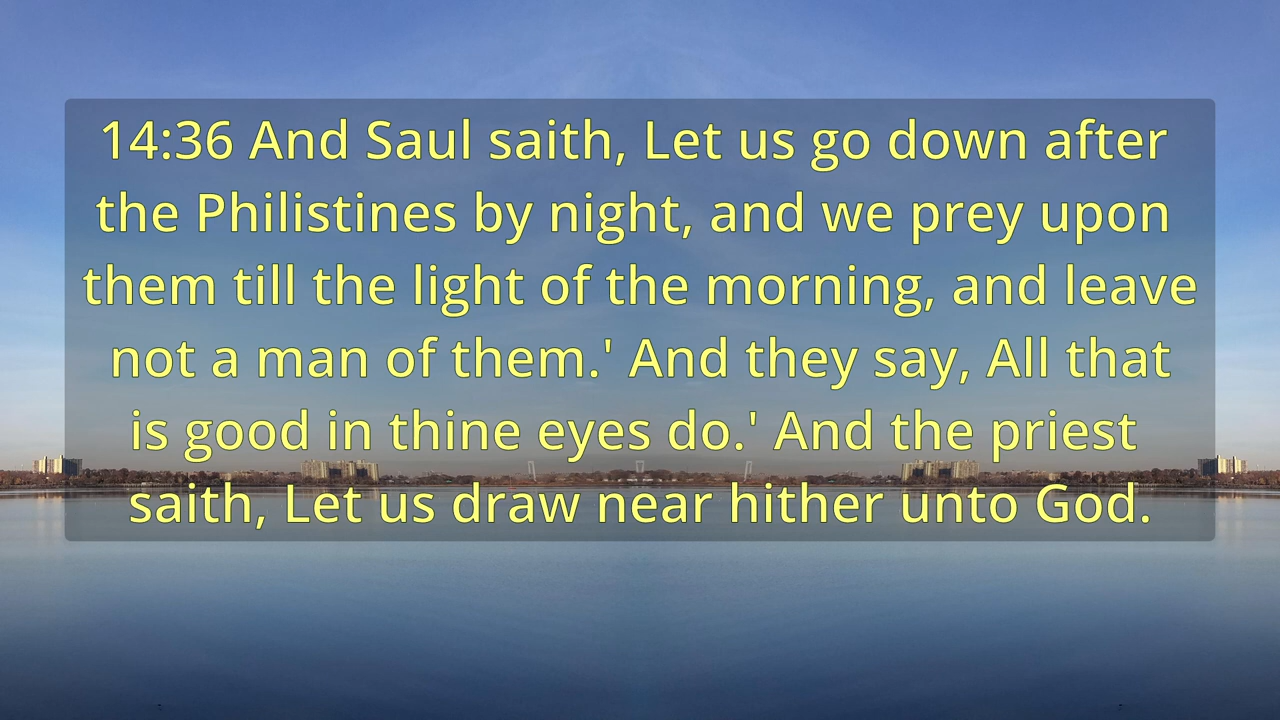 14:36 And Saul saith, Let us go down after
the Philistines by night, and we prey upon
them till the light of the morning, and leave
not a man of them.' And they say, All that
is good in thine eyes do.' And the priest
saith, Let us draw near hither unto God.